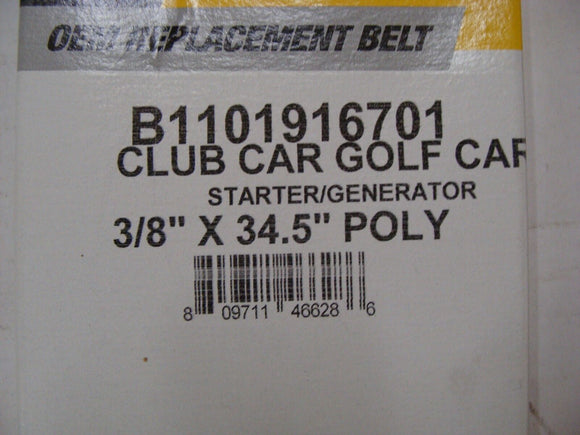 OEM REPLACEMENT BELT
B1101916701
CLUB CAR GOLF CAR
STARTER/GENERATOR
3/8" X 34.5" POLY
8 09711 46628 6